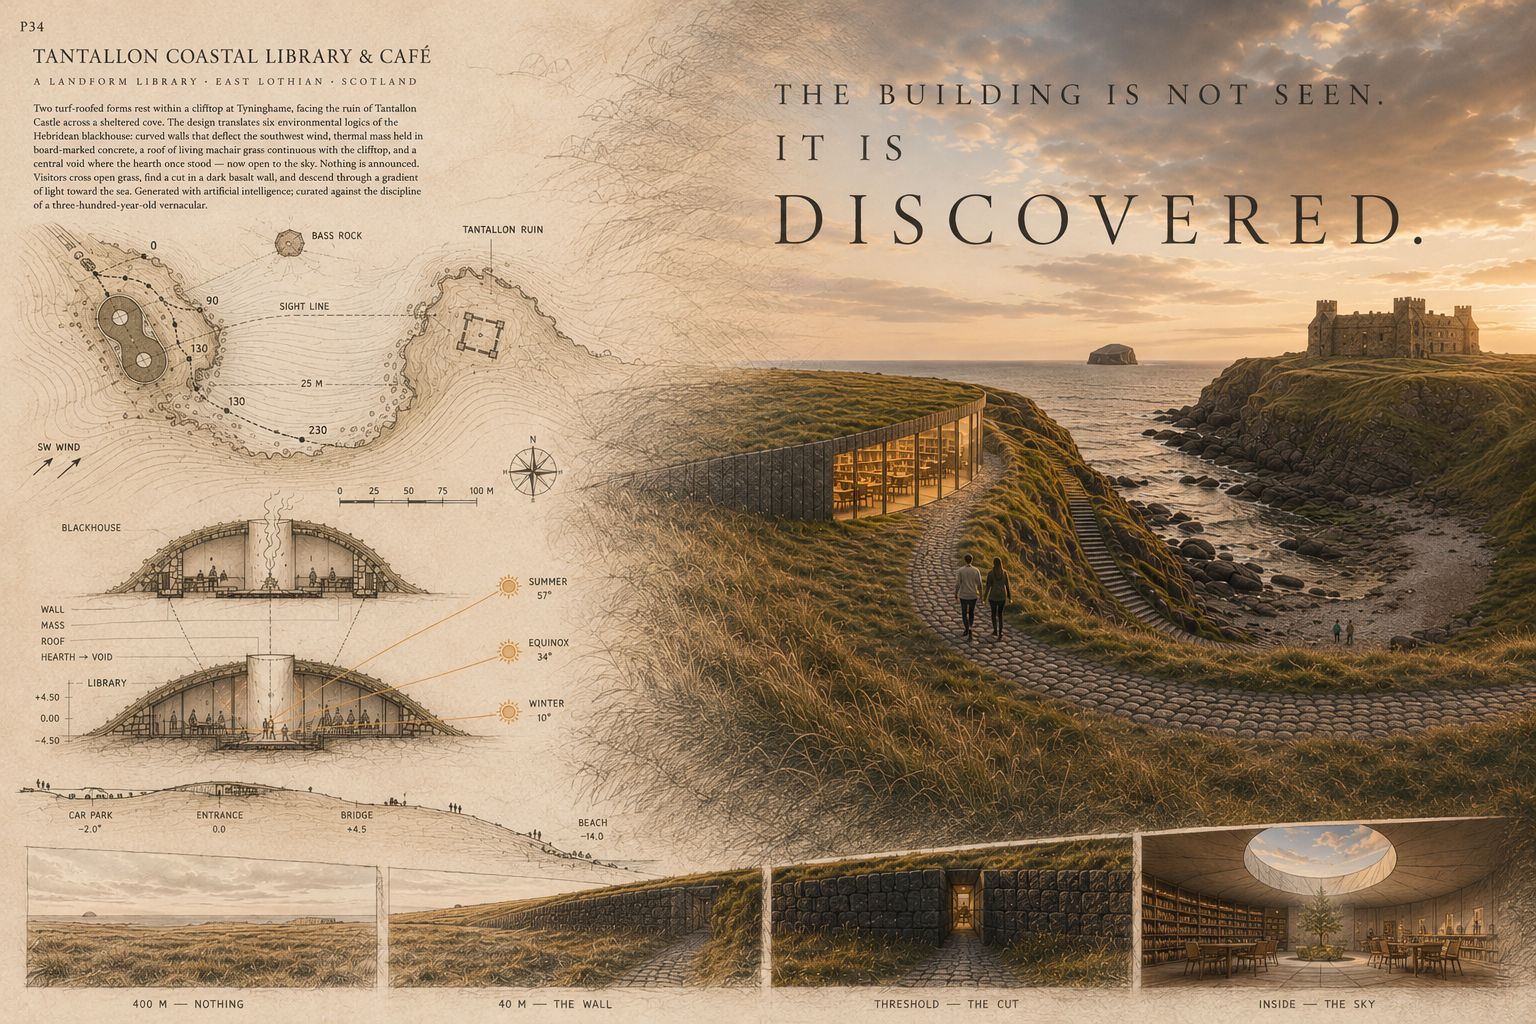 P34
TANTALLON COASTAL LIBRARY & CAFÉ
A LANDFORM LIBRARY · EAST LOTHIAN · SCOTLAND
Two turf-roofed forms rest within a clifftop at Tyninghame, facing the ruin of Tantallon
Castle across a sheltered cove. The design translates six environmental logics of the
Hebridean blackhouse: curved walls that deflect the southwest wind, thermal mass held in
board-marked concrete, a roof of living machair grass continuous with the clifftop, and a
central void where the hearth once stood — now open to the sky. Nothing is announced.
Visitors cross open grass, find a cut in a dark basalt wall, and descend through a gradient
of light toward the sea. Generated with artificial intelligence; curated against the discipline
of a three-hundred-year-old vernacular.
THE BUILDING IS NOT SEEN.
IT IS
DISCOVERED.
BASS ROCK
TANTALLON RUIN
0
90
SIGHT LINE
130
25 M
130
230
SW WIND
N
0 25 50 75 100 M
BLACKHOUSE
WALL
MASS
ROOF
HEARTH → VOID
LIBRARY
+4.50
0.00
−4.50
SUMMER
57°
EQUINOX
34°
WINTER
10°
CAR PARK
−2.0°
ENTRANCE
0.0
BRIDGE
+4.5
BEACH
−14.0
400 M — NOTHING
40 M — THE WALL
THRESHOLD — THE CUT
INSIDE — THE SKY